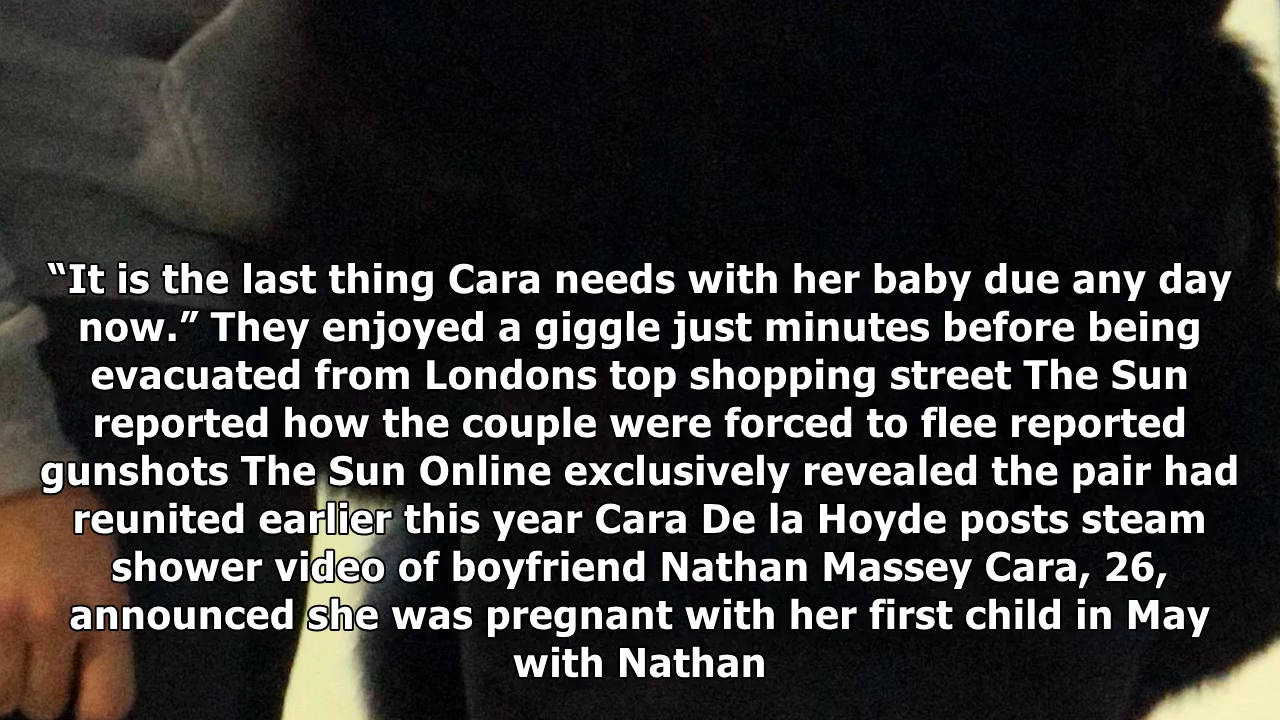 “It is the last thing Cara needs with her baby due any day
now.” They enjoyed a giggle just minutes before being
evacuated from Londons top shopping street The Sun
reported how the couple were forced to flee reported
gunshots The Sun Online exclusively revealed the pair had
reunited earlier this year Cara De la Hoyde posts steam
shower video of boyfriend Nathan Massey Cara, 26,
announced she was pregnant with her first child in May
with Nathan